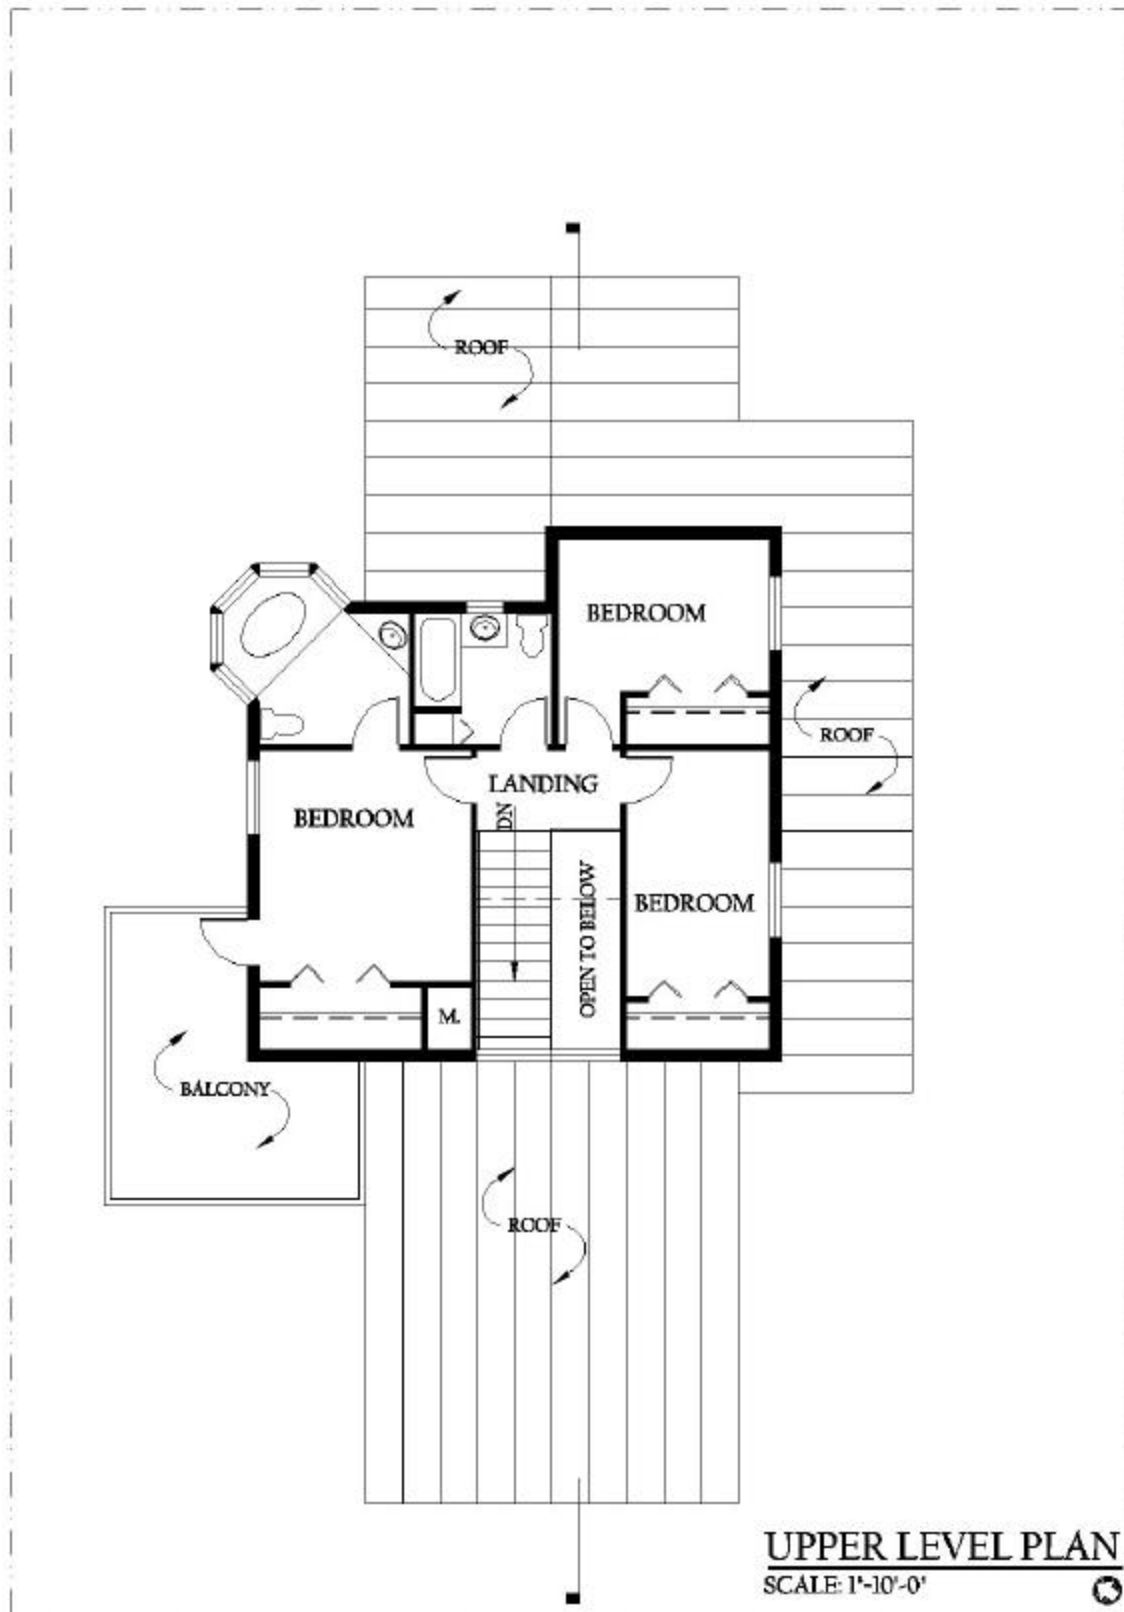 ROOF
BEDROOM
ROOF
LANDING
BEDROOM
DN
OPEN TO BELOW
BEDROOM
M.
BALCONY
ROOF
UPPER LEVEL PLAN
SCALE: 1"-10'-0"